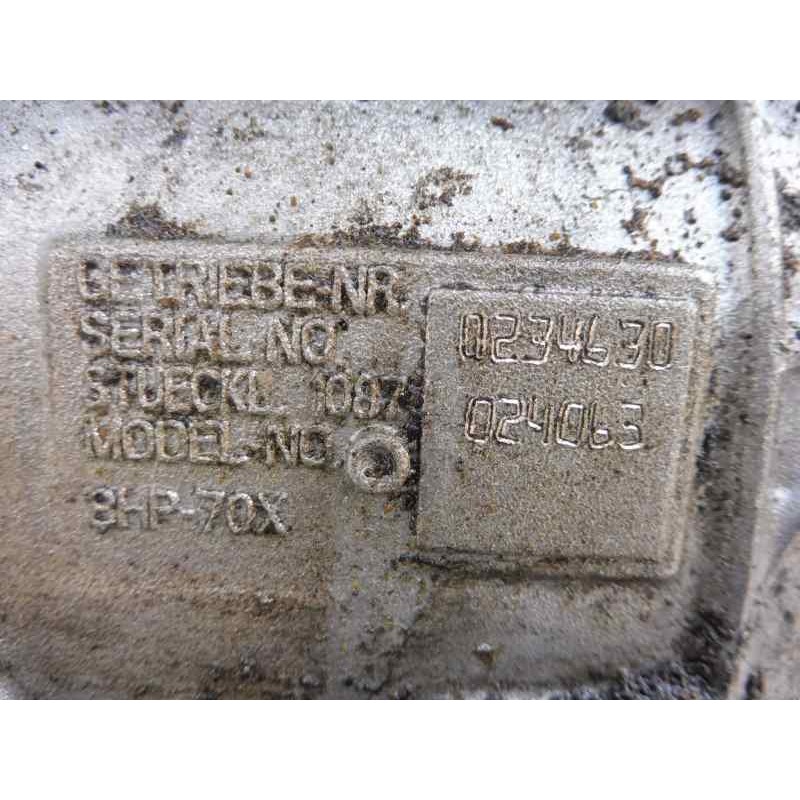 GETRIEBE-NR. 0234630
SERIAL NO.
STUECKL. 1087 024063
MODEL-NO
8HP-70X